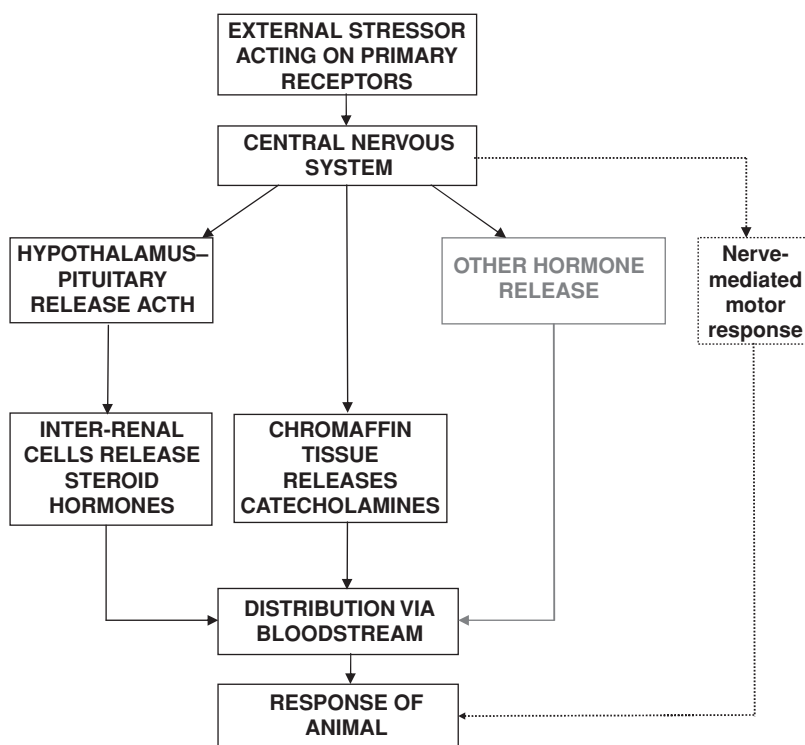 EXTERNAL STRESSOR
ACTING ON PRIMARY
RECEPTORS
CENTRAL NERVOUS
SYSTEM
HYPOTHALAMUS–
PITUITARY
RELEASE ACTH
OTHER HORMONE
RELEASE
Nerve-
mediated
motor
response
INTER-RENAL
CELLS RELEASE
STEROID
HORMONES
CHROMAFFIN
TISSUE
RELEASES
CATECHOLAMINES
DISTRIBUTION VIA
BLOODSTREAM
RESPONSE OF
ANIMAL